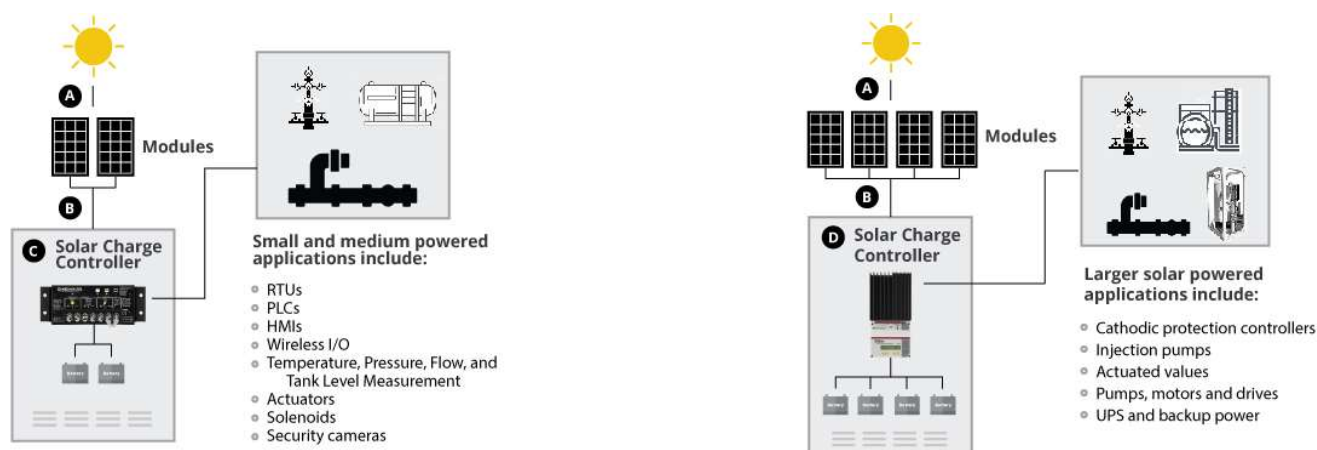 A
Modules
B
C Solar Charge
Controller
Small and medium powered
applications include:
RTUs
PLCs
HMIs
Wireless I/O
Temperature, Pressure, Flow, and
Tank Level Measurement
Actuators
Solenoids
Security cameras
A
Modules
B
D Solar Charge
Controller
Larger solar powered
applications include:
Cathodic protection controllers
Injection pumps
Actuated values
Pumps, motors and drives
UPS and backup power